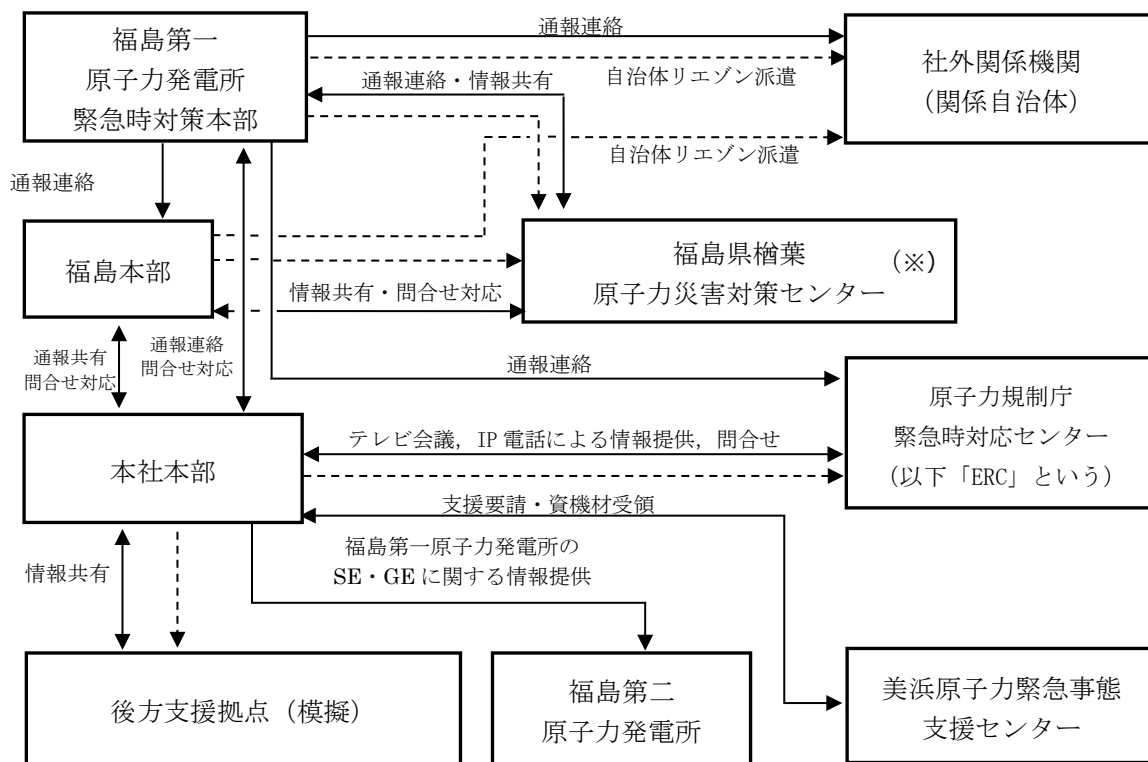 福島第一
原子力発電所
緊急時対策本部
通報連絡
自治体リエゾン派遣
社外関係機関
（関係自治体）
通報連絡・情報共有
自治体リエゾン派遣
通報連絡
福島本部
福島県楢葉
原子力災害対策センター
（※）
情報共有・問合せ対応
通報共有
問合せ対応
通報連絡
問合せ対応
通報連絡
原子力規制庁
緊急時対応センター
（以下「ERC」という）
本社本部
テレビ会議，IP 電話による情報提供，問合せ
支援要請・資機材受領
福島第一原子力発電所の
SE・GE に関する情報提供
情報共有
後方支援拠点（模擬）
福島第二
原子力発電所
美浜原子力緊急事態
支援センター